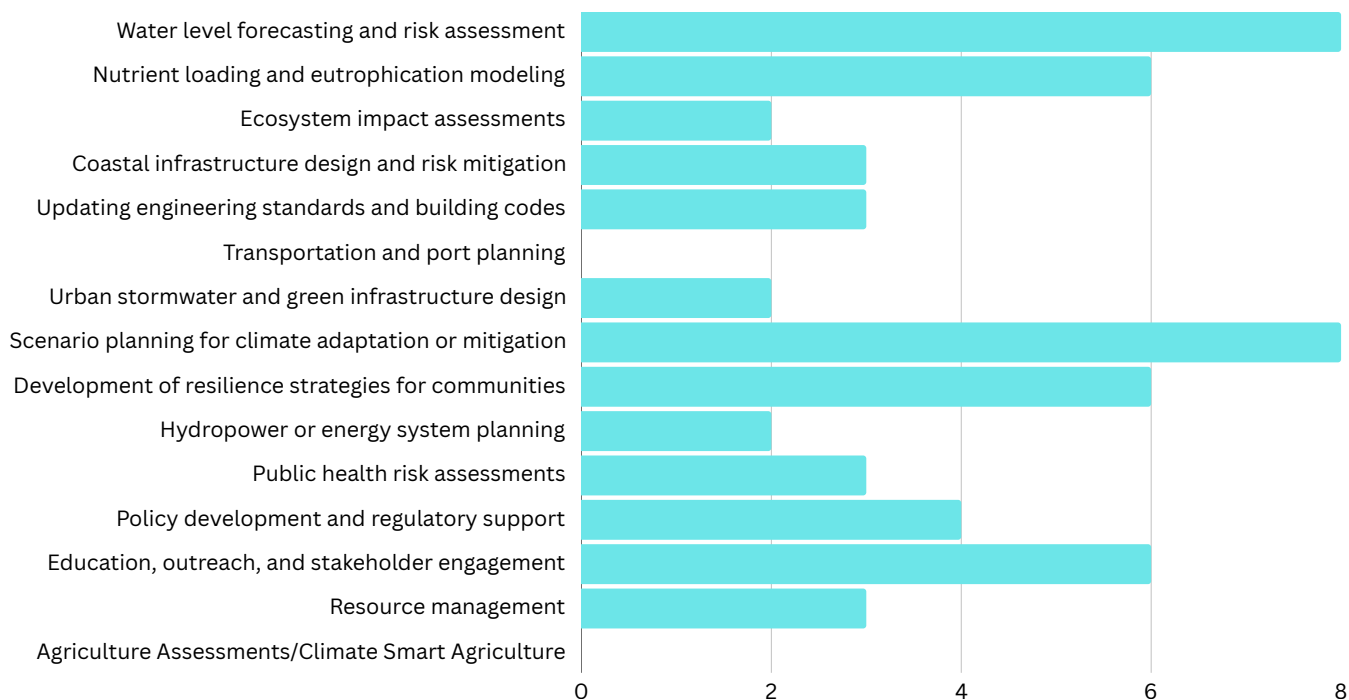 Water level forecasting and risk assessment
Nutrient loading and eutrophication modeling
Ecosystem impact assessments
Coastal infrastructure design and risk mitigation
Updating engineering standards and building codes
Transportation and port planning
Urban stormwater and green infrastructure design
Scenario planning for climate adaptation or mitigation
Development of resilience strategies for communities
Hydropower or energy system planning
Public health risk assessments
Policy development and regulatory support
Education, outreach, and stakeholder engagement
Resource management
Agriculture Assessments/Climate Smart Agriculture
0 2 4 6 8